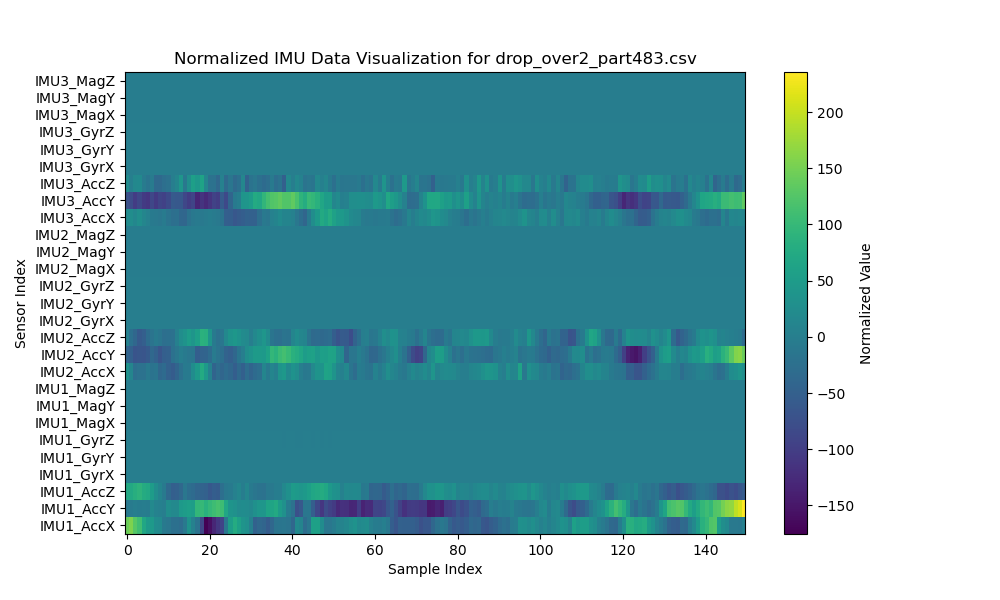 Normalized IMU Data Visualization for drop_over2_part483.csv
IMU3_MagZ
IMU3_MagY
IMU3_MagX
IMU3_GyrZ
IMU3_GyrY
IMU3_GyrX
IMU3_AccZ
IMU3_AccY
IMU3_AccX
IMU2_MagZ
IMU2_MagY
IMU2_MagX
IMU2_GyrZ
IMU2_GyrY
IMU2_GyrX
IMU2_AccZ
IMU2_AccY
IMU2_AccX
IMU1_MagZ
IMU1_MagY
IMU1_MagX
IMU1_GyrZ
IMU1_GyrY
IMU1_GyrX
IMU1_AccZ
IMU1_AccY
IMU1_AccX
Sensor Index
0 20 40 60 80 100 120 140
Sample Index
200
150
100
50
0
−50
−100
−150
Normalized Value